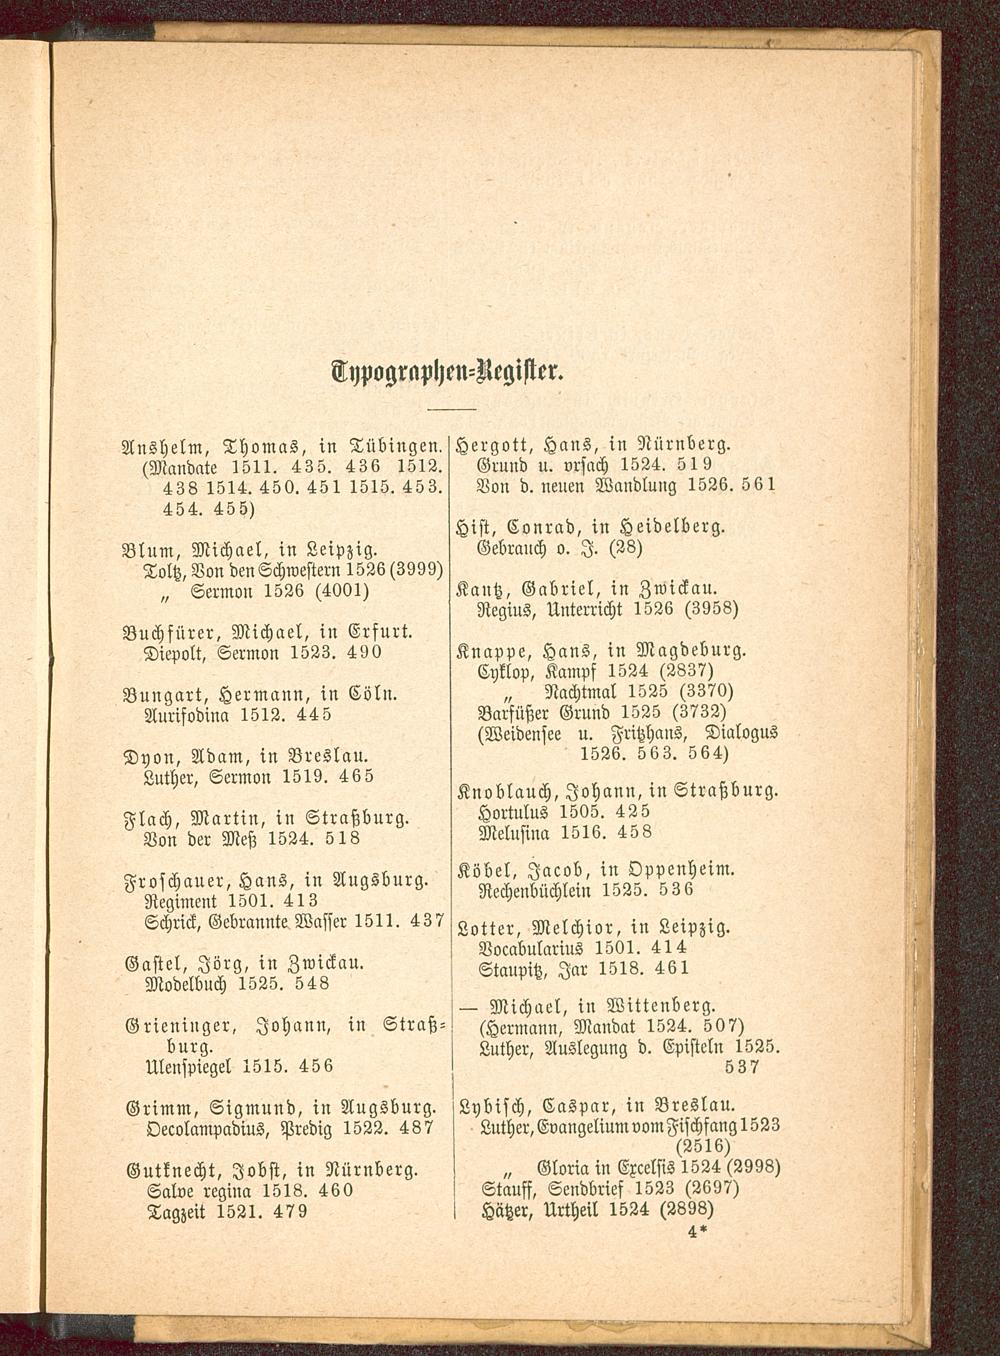 Typographen-Register.
Anshelm, Thomas, in Tübingen.
(Mandate 1511. 435. 436 1512.
438 1514. 450. 451 1515. 453.
454. 455)
Blum, Michael, in Leipzig.
Toltz, Von den Schwestern 1526 (3999)
„ Sermon 1526 (4001)
Buchfürer, Michael, in Erfurt.
Diepolt, Sermon 1523. 490
Bungart, Hermann, in Cöln.
Aurifodina 1512. 445
Dyon, Adam, in Breslau.
Luther, Sermon 1519. 465
Flach, Martin, in Straßburg.
Von der Meß 1524. 518
Froschauer, Hans, in Augsburg.
Regiment 1501. 413
Schrick, Gebrannte Wasser 1511. 437
Gastel, Jörg, in Zwickau.
Modelbuch 1525. 548
Grieninger, Johann, in Straß-
burg.
Ulenspiegel 1515. 456
Grimm, Sigmund, in Augsburg.
Oecolampadius, Predig 1522. 487
Gutknecht, Jobst, in Nürnberg.
Salve regina 1518. 460
Tagzeit 1521. 479
Hergott, Hans, in Nürnberg.
Grund u. vrsach 1524. 519
Von d. neuen Wandlung 1526. 561
Hist, Conrad, in Heidelberg.
Gebrauch o. J. (28)
Kantz, Gabriel, in Zwickau.
Regius, Unterricht 1526 (3958)
Knappe, Hans, in Magdeburg.
Cyklop, Kampf 1524 (2837)
„ Nachtmal 1525 (3370)
Barfüßer Grund 1525 (3732)
(Weidensee u. Fritzhans, Dialogus
1526. 563. 564)
Knoblauch, Johann, in Straßburg.
Hortulus 1505. 425
Melusina 1516. 458
Köbel, Jacob, in Oppenheim.
Rechenbüchlein 1525. 536
Lotter, Melchior, in Leipzig.
Vocabularius 1501. 414
Staupitz, Jar 1518. 461
— Michael, in Wittenberg.
(Hermann, Mandat 1524. 507)
Luther, Auslegung d. Episteln 1525.
537
Lybisch, Caspar, in Breslau.
Luther, Evangelium vom Fischfang 1523
(2516)
„ Gloria in Excelsis 1524 (2998)
Stauff, Sendbrief 1523 (2697)
Hätzer, Urtheil 1524 (2898)
4*